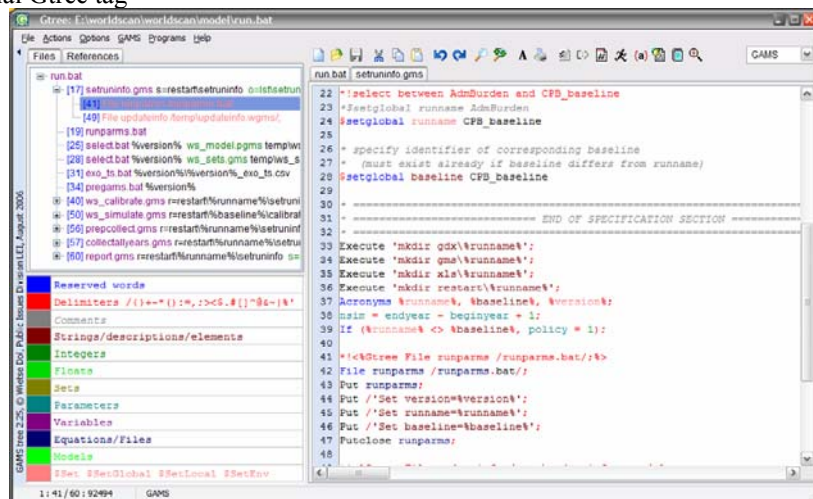 nal Gtree tag
Gtree: E:\worldscan\worldscan\model\run.bat
File Actions Options GAMS Programs Help
Files References
GAMS
run.bat
[17] setruninfo.gms s=restart\setruninfo o=lst\setrun
[41] File runparms /runparms.bat/;
[49] File updateinfo /temp/updateinfo.wgms/;
[19] runparms.bat
[25] select.bat %version% ws_model.pgms temp\ws
[28] select.bat %version% ws_sets.gms temp\ws_s
[31] exo_ts.bat %version%\%version%_exo_ts.csv
[34] pregams.bat %version%
[40] ws_calibrate.gms r=restart\%runname%\setruni
[50] ws_simulate.gms r=restart\%baseline%\calibrat
[56] prepcollect.gms r=restart\%runname%\setruninf
[57] collectallyears.gms r=restart\%runname%\setrui
[60] report.gms r=restart\%runname%\setruninfo s=
Reserved words
Delimiters /()+-*():=,;><$.#[]^@&~|%'
Comments
Strings/descriptions/elements
Integers
Floats
Sets
Parameters
Variables
Equations/Files
Models
$Set $SetGlobal $SetLocal $SetEnv
GAMS tree 2.25, © Wietse Dol, Public Issues Division LEI, August 2006
run.bat setruninfo.gms
22 *!select between AdmBurden and CPB_baseline
23 *$setglobal runname AdmBurden
24 $setglobal runname CPB_baseline
25
26 * specify identifier of corresponding baseline
27 * (must exist already if baseline differs from runname)
28 $setglobal baseline CPB_baseline
29
30 * ====================================================
31 * ======================== END OF SPECIFICATION SECTION ==========
32 * ====================================================
33 Execute 'mkdir gdx\%runname%';
34 Execute 'mkdir gms\%runname%';
35 Execute 'mkdir xls\%runname%';
36 Execute 'mkdir restart\%runname%';
37 Acronyms %runname%, %baseline%, %version%;
38 nsim = endyear - beginyear + 1;
39 If (%runname% <> %baseline%, policy = 1);
40
41 *!<%Gtree File runparms /runparms.bat/;%>
42 File runparms /runparms.bat/;
43 Put runparms;
44 Put /'Set version=%version%';
45 Put /'Set runname=%runname%';
46 Put /'Set baseline=%baseline%';
47 Putclose runparms;
48
1: 41 / 60 : 92494 GAMS